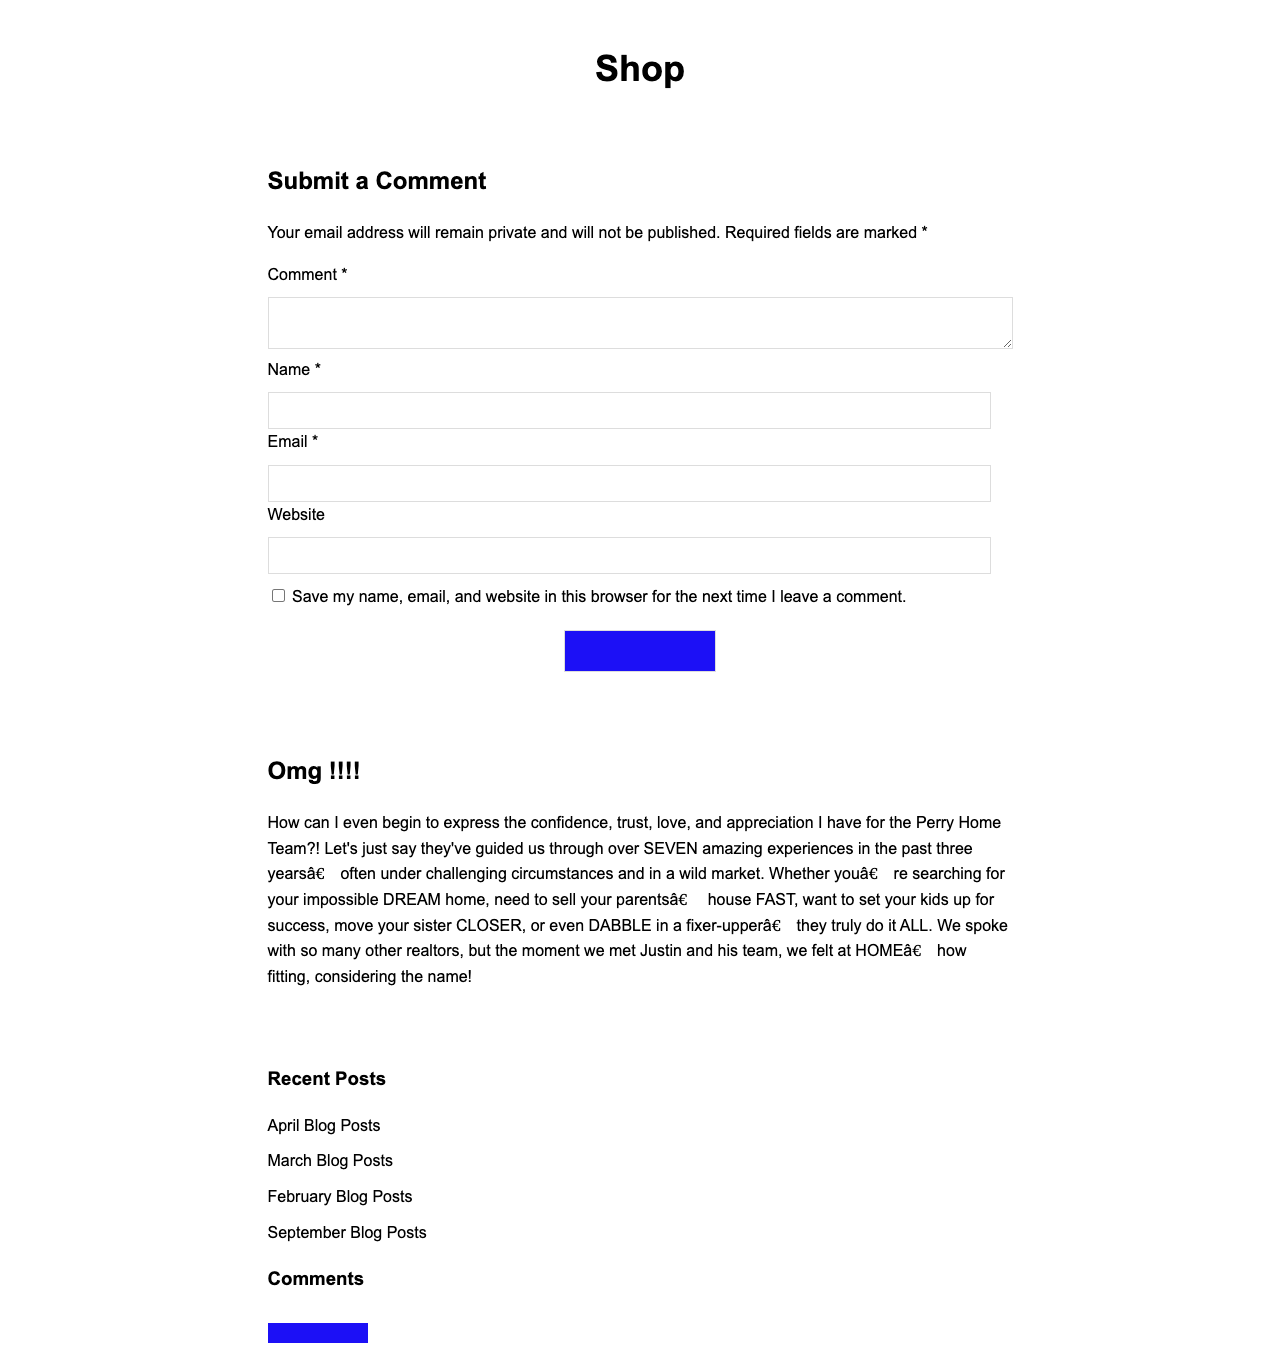 Shop
Submit a Comment
Your email address will remain private and will not be published. Required fields are marked *
Comment *
Name *
Email *
Website
Save my name, email, and website in this browser for the next time I leave a comment.
Omg !!!!
How can I even begin to express the confidence, trust, love, and appreciation I have for the Perry Home
Team?! Let's just say they've guided us through over SEVEN amazing experiences in the past three
yearsâ€ often under challenging circumstances and in a wild market. Whether youâ€ re searching for
your impossible DREAM home, need to sell your parentsâ€ house FAST, want to set your kids up for
success, move your sister CLOSER, or even DABBLE in a fixer-upperâ€ they truly do it ALL. We spoke
with so many other realtors, but the moment we met Justin and his team, we felt at HOMEâ€ how
fitting, considering the name!
Recent Posts
April Blog Posts
March Blog Posts
February Blog Posts
September Blog Posts
Comments